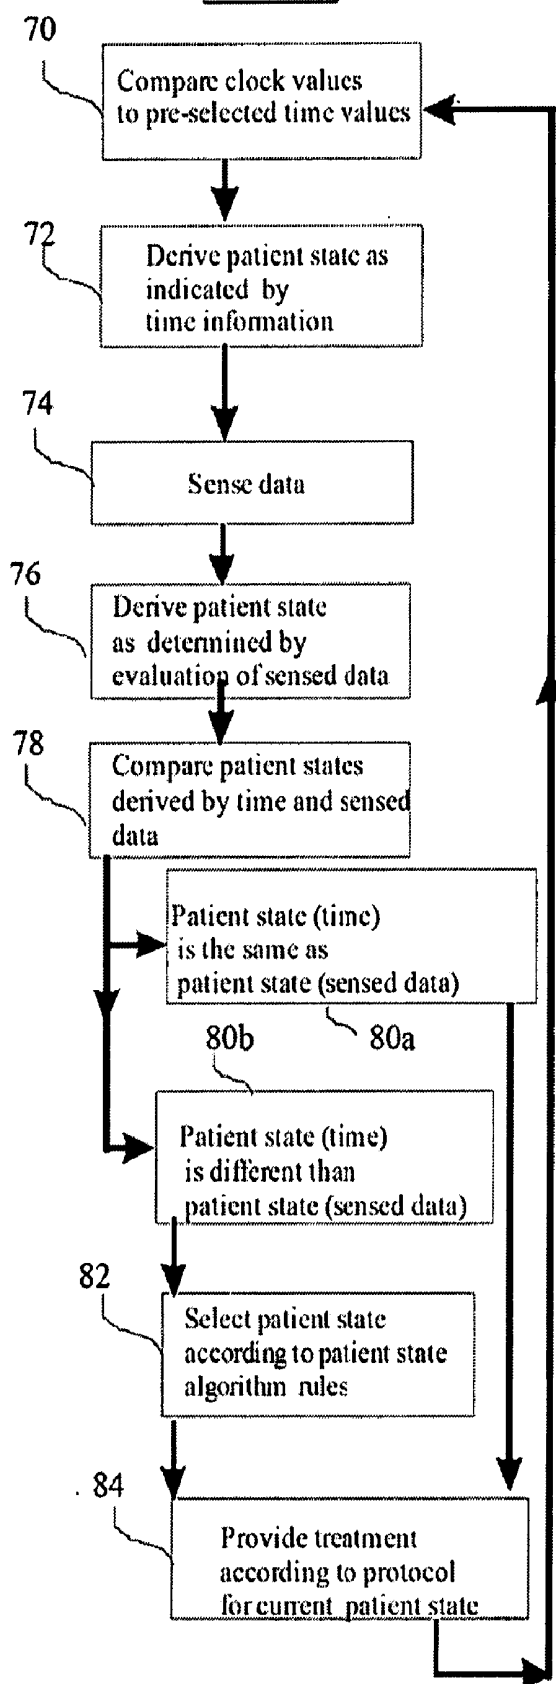 70
Compare clock values
to pre-selected time values
72
Derive patient state as
indicated by
time information
74
Sense data
76
Derive patient state
as determined by
evaluation of sensed data
78
Compare patient states
derived by time and sensed
data
Patient state (time)
is the same as
patient state (sensed data)
80b
80a
Patient state (time)
is different than
patient state (sensed data)
82
Select patient state
according to patient state
algorithm rules
84
Provide treatment
according to protocol
for current patient state